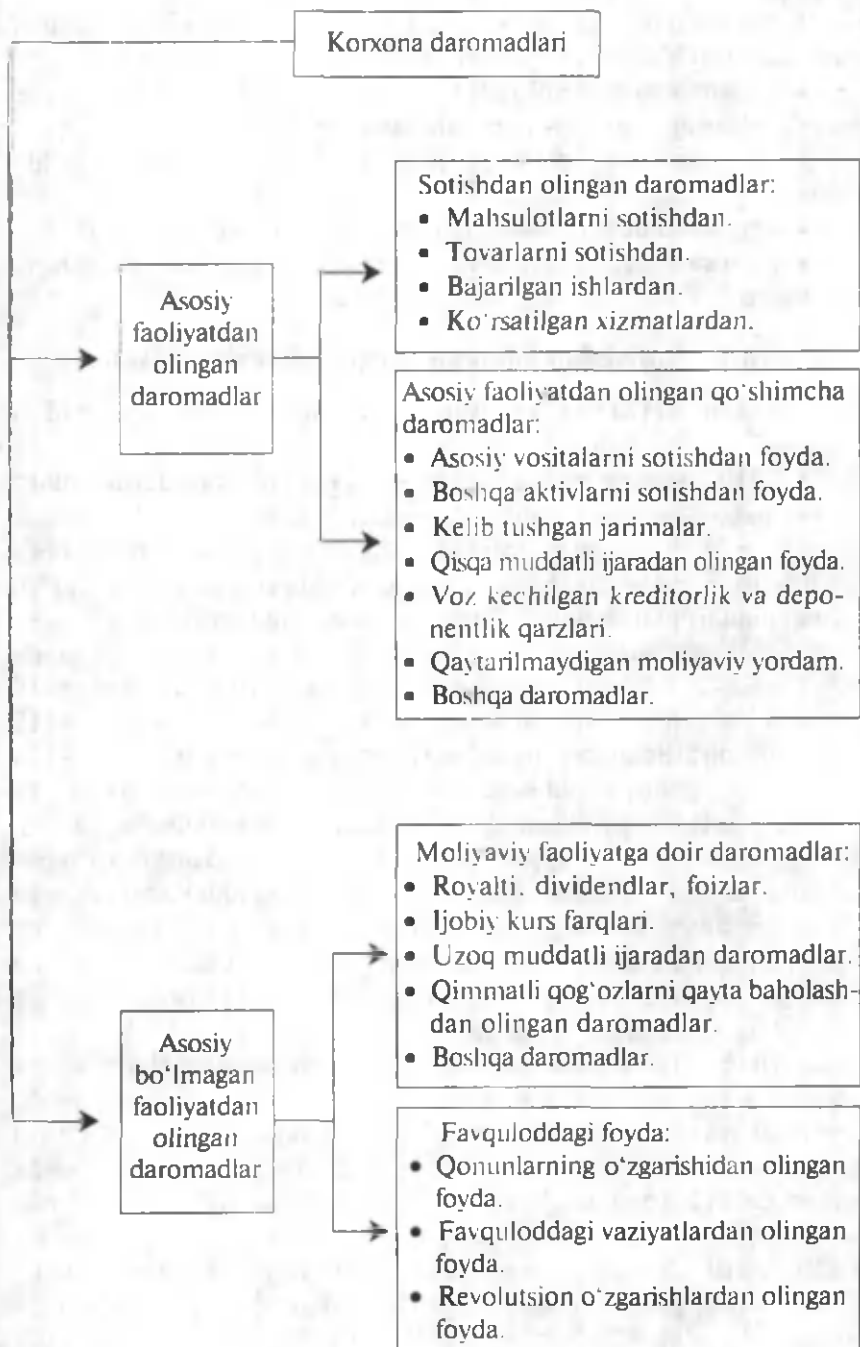 Korxona daromadlari
Asosiy
faoliyatdan
olingan
daromadlar
Sotishdan olingan daromadlar:
• Mahsulotlarni sotishdan.
• Tovarlarni sotishdan.
• Bajarilgan ishlardan.
• Ko‘rsatilgan xizmatlardan.
Asosiy faoliyatdan olingan qo‘shimcha
daromadlar:
• Asosiy vositalarni sotishdan foyda.
• Boshqa aktivlarni sotishdan foyda.
• Kelib tushgan jarimalar.
• Qisqa muddatli ijaradan olingan foyda.
• Voz kechilgan kreditorlik va depo-
nentlik qarzlari.
• Qaytarilmaydigan moliyaviy yordam.
• Boshqa daromadlar.
Asosiy
bo‘lmagan
faoliyatdan
olingan
daromadlar
Moliyaviy faoliyatga doir daromadlar:
• Royalti, dividendlar, foizlar.
• Ijobiy kurs farqlari.
• Uzoq muddatli ijaradan daromadlar.
• Qimmatli qog‘ozlarni qayta baholash-
dan olingan daromadlar.
• Boshqa daromadlar.
Favquloddagi foyda:
• Qonunlarning o‘zgarishidan olingan
foyda.
• Favquloddagi vaziyatlardan olingan
foyda.
• Revolutsion o‘zgarishlardan olingan
foyda.